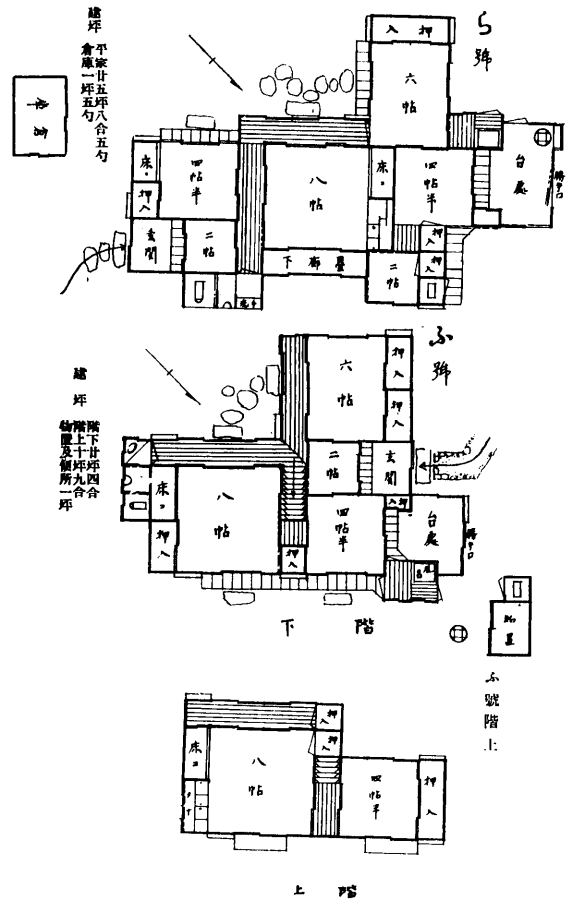 ら號
建坪
平家廿五坪八合五勺
倉庫一坪五勺
倉庫
押入
六帖
台處
勝手口
床
押入
四帖半
八帖
床
四帖半
玄関
二帖
下廊疊
押入
押入
二帖
ふ號
建坪
階下廿坪四合
階上十坪九合
物置及便所一坪
六帖
押入
押入
二帖
玄関
床
押入
八帖
押入
四帖半
押入
台處
勝手口
下階
物置
ふ號階上
押入
押入
床
八帖
四帖半
押入
上階